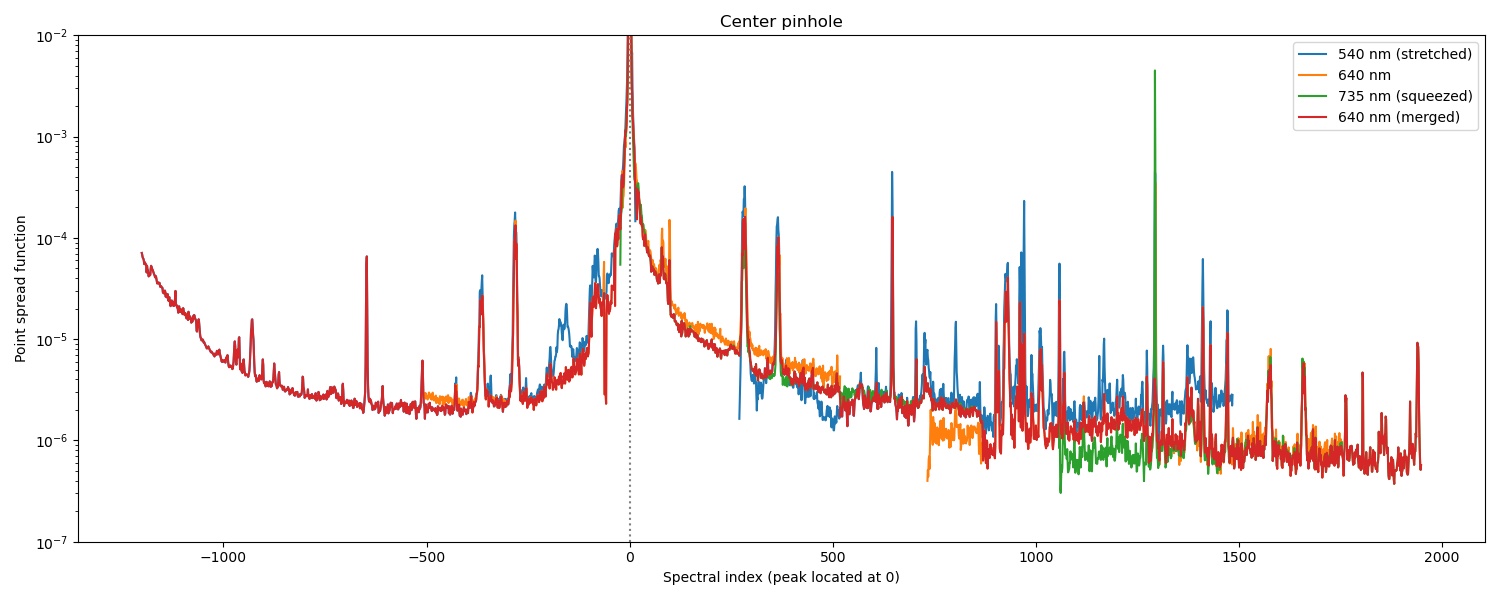 Center pinhole
10⁻²
10⁻³
10⁻⁴
10⁻⁵
10⁻⁶
10⁻⁷
Point spread function
540 nm (stretched)
640 nm
735 nm (squeezed)
640 nm (merged)
−1000
−500
0
500
1000
1500
2000
Spectral index (peak located at 0)